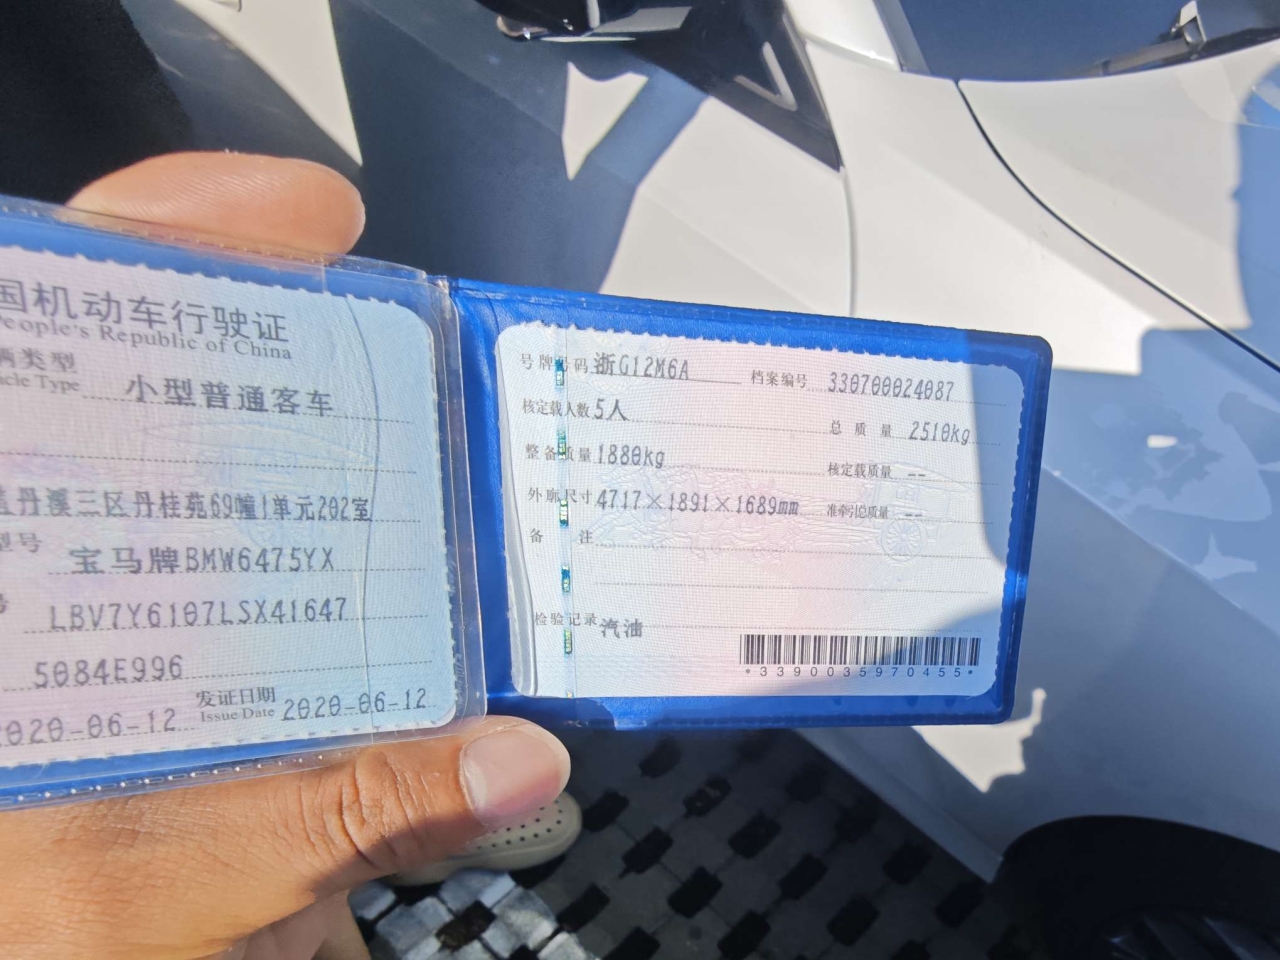 国机动车行驶证
People's Republic of China
辆类型
小型普通客车
Vehicle Type
丹溪三区丹桂苑69幢1单元202室
型号
宝马牌BMW6475YX
LBV7Y6107LSX41647
5084E996
发证日期
Issue Date
2020-06-12
2020-06-12
号牌号码 浙G12M6A
档案编号 330700024087
核定载人数 5人
总质量 2510kg
整备质量 1880kg
核定载质量 --
外廓尺寸 4717×1891×1689mm
准牵引总质量 --
备注
检验记录 汽油
*3390035970455*